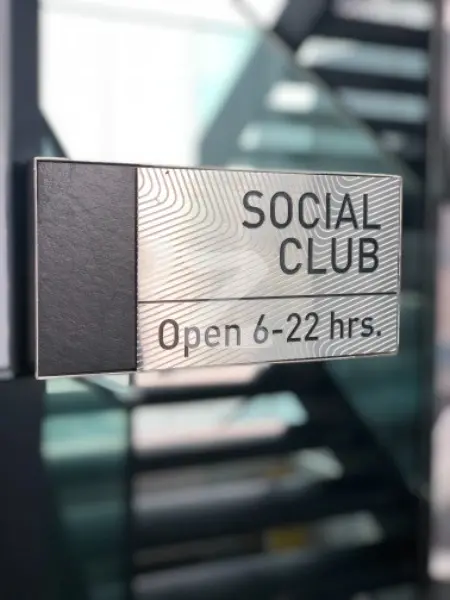 SOCIAL
CLUB
Open 6-22 hrs.